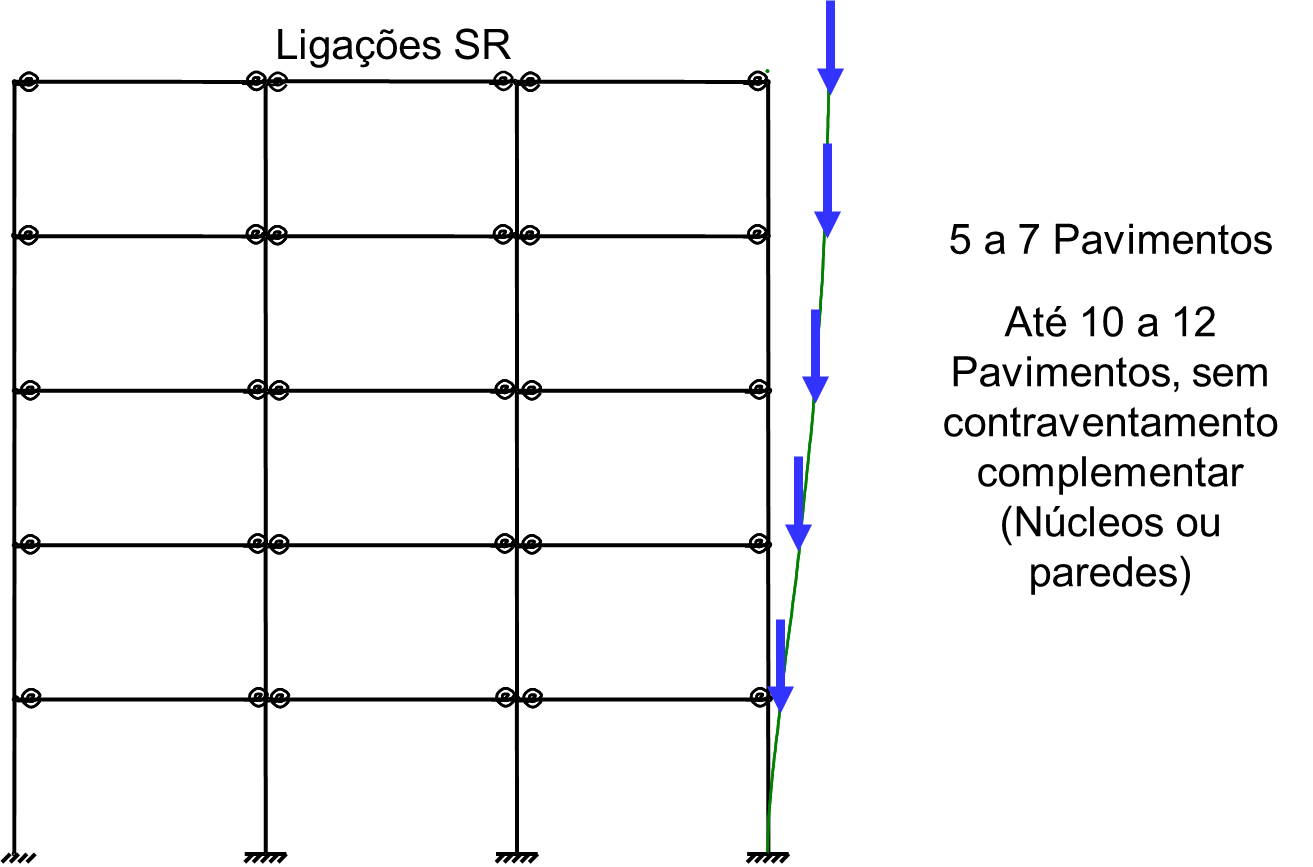 Ligações SR
5 a 7 Pavimentos
Até 10 a 12
Pavimentos, sem
contraventamento
complementar
(Núcleos ou
paredes)